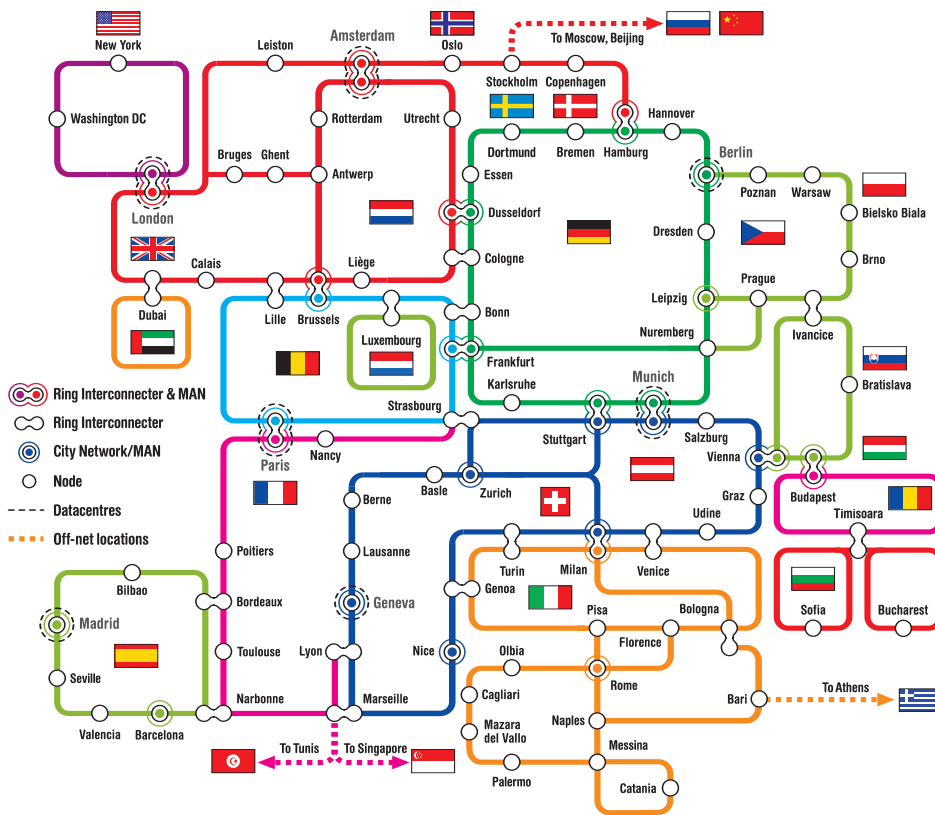 New York
Leiston
Amsterdam
Oslo
To Moscow, Beijing
Stockholm
Copenhagen
Washington DC
Rotterdam
Utrecht
Hannover
Dortmund
Bremen
Hamburg
Berlin
Bruges
Ghent
Antwerp
Essen
Poznan
Warsaw
London
Dusseldorf
Bielsko Biala
Dresden
Cologne
Brno
Calais
Liège
Leipzig
Prague
Dubai
Lille
Brussels
Bonn
Ivancice
Luxembourg
Nuremberg
Frankfurt
Karlsruhe
Munich
Bratislava
Ring Interconnecter & MAN
Strasbourg
Ring Interconnecter
Stuttgart
Salzburg
City Network/MAN
Paris
Nancy
Vienna
Node
Basle
Zurich
Budapest
Berne
Graz
Datacentres
Udine
Timisoara
Off-net locations
Poitiers
Lausanne
Turin
Milan
Venice
Bilbao
Bordeaux
Geneva
Genoa
Madrid
Pisa
Bologna
Sofia
Bucharest
Florence
Toulouse
Lyon
Nice
Olbia
Seville
Rome
Cagliari
To Athens
Narbonne
Marseille
Bari
Valencia
Barcelona
Mazara
del Vallo
Naples
To Tunis
To Singapore
Messina
Palermo
Catania